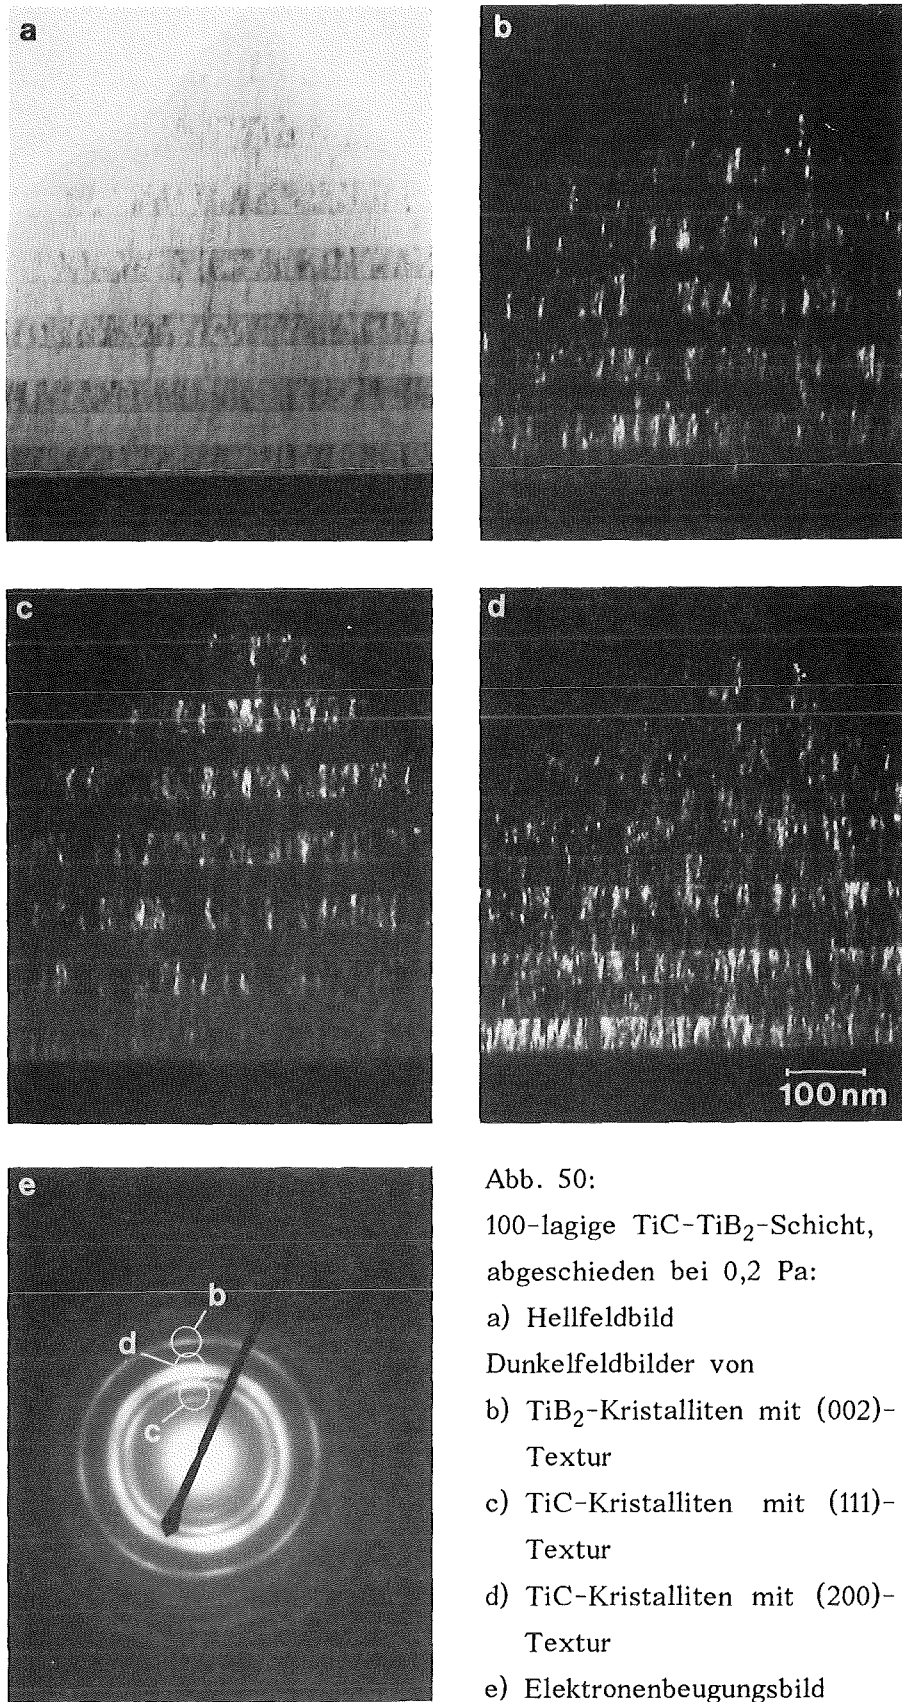 a
b
c
d
100 nm
e
b
d
c
Abb. 50:
100-lagige TiC-TiB₂-Schicht,
abgeschieden bei 0,2 Pa:
a) Hellfeldbild
Dunkelfeldbilder von
b) TiB₂-Kristalliten mit (002)-
Textur
c) TiC-Kristalliten mit (111)-
Textur
d) TiC-Kristalliten mit (200)-
Textur
e) Elektronenbeugungsbild